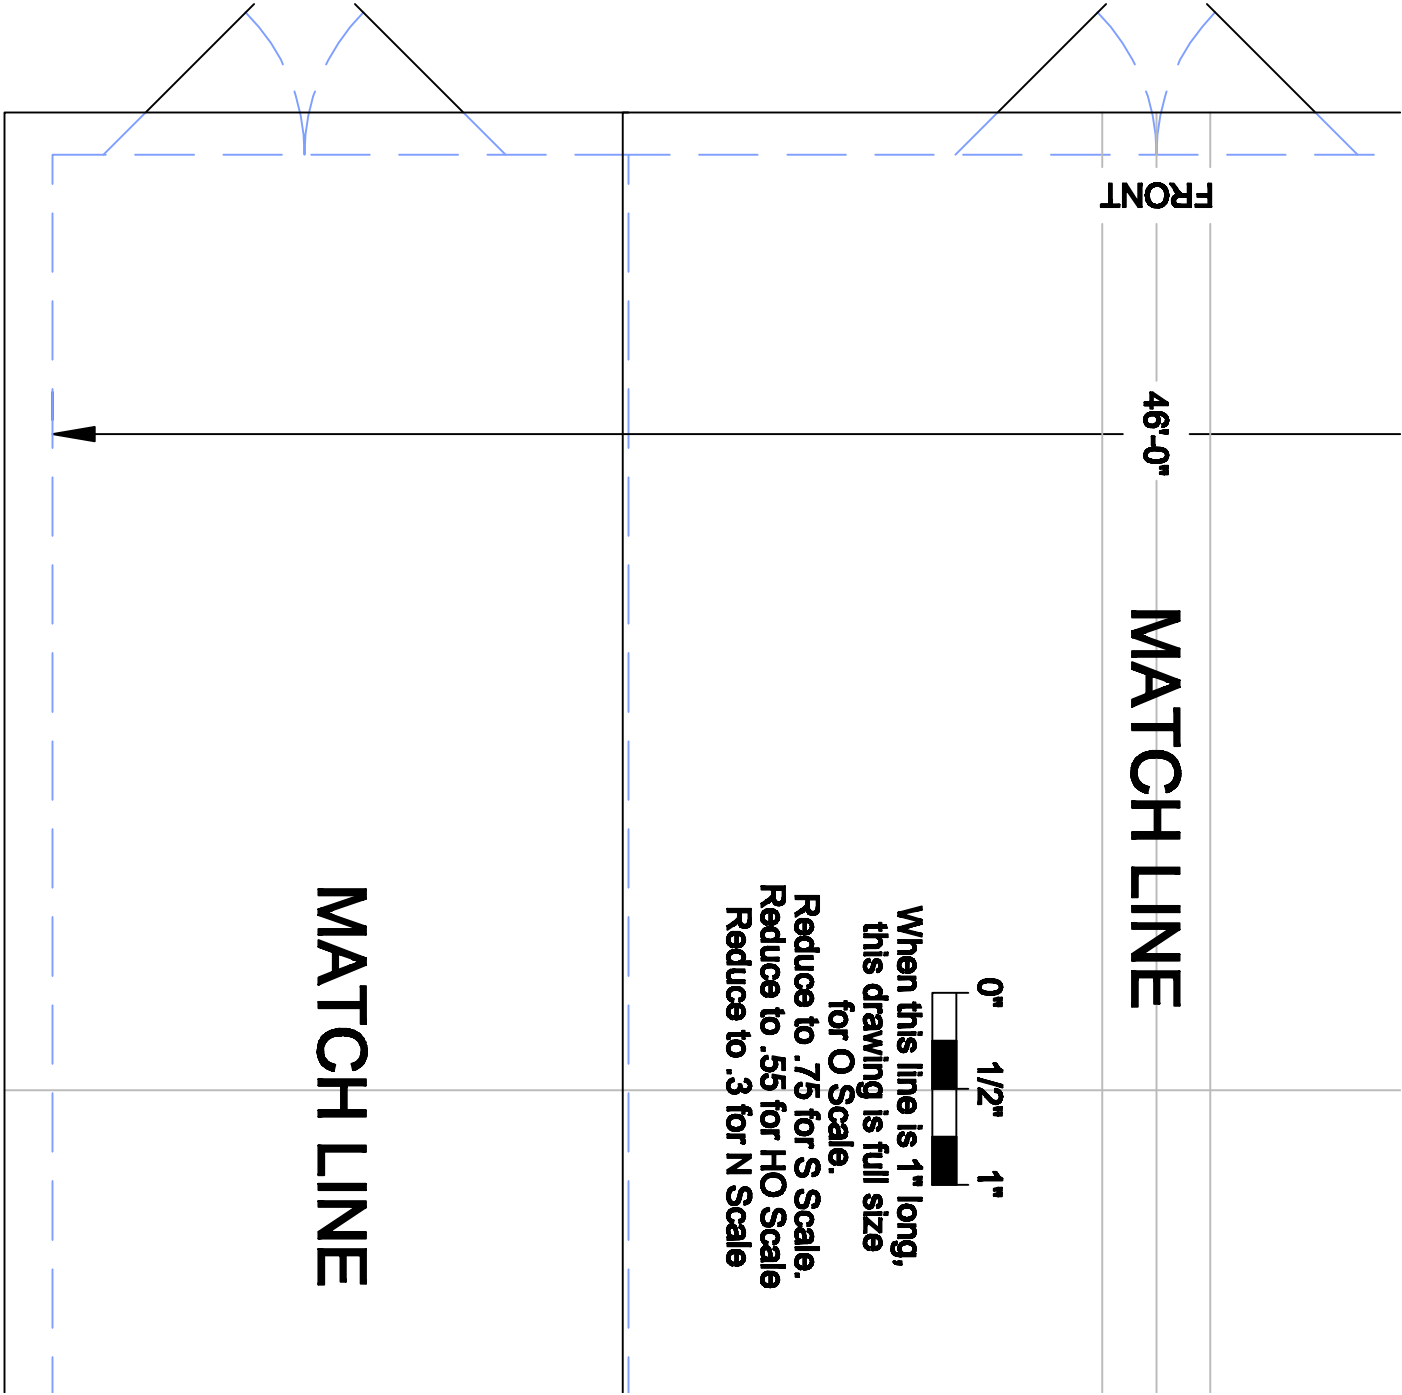 FRONT
46'-0"
MATCH LINE
0" 1/2" 1"
When this line is 1" long,
this drawing is full size
for O Scale.
Reduce to .75 for S Scale.
Reduce to .55 for HO Scale
Reduce to .3 for N Scale
MATCH LINE